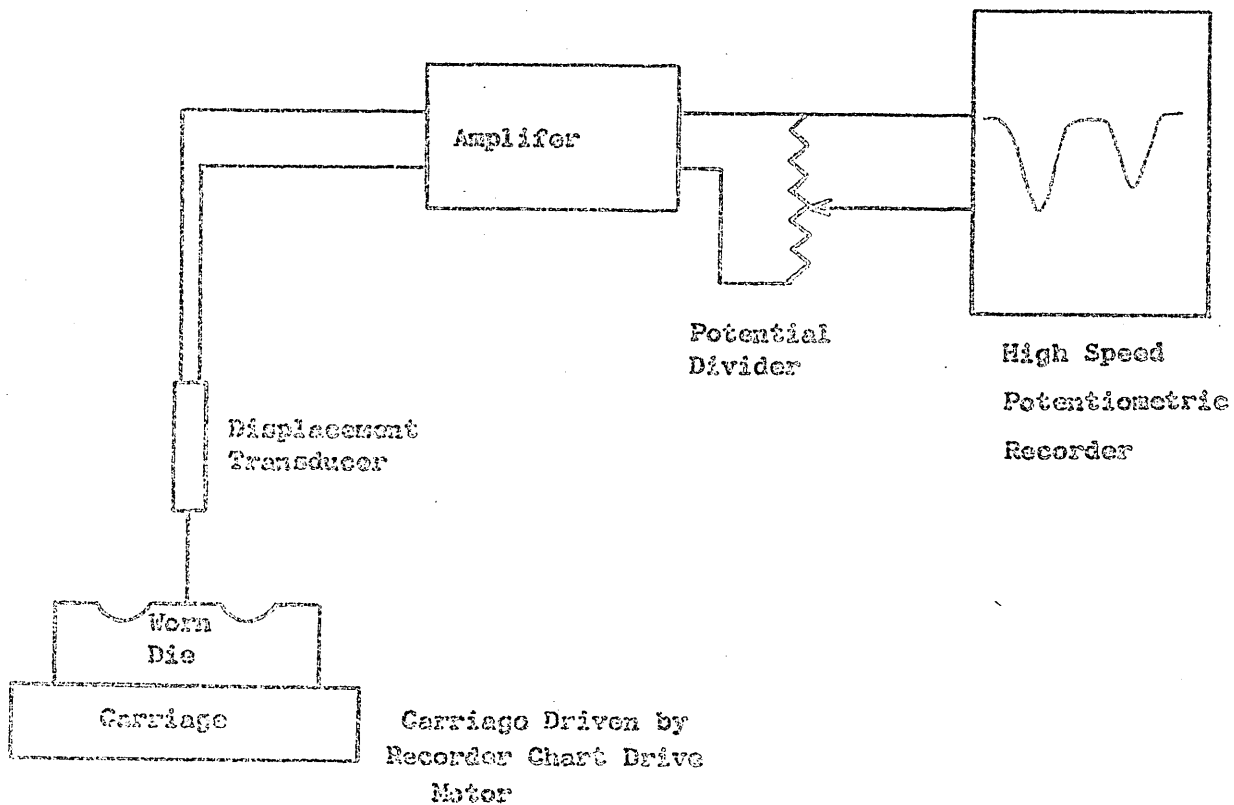 Amplifer
Potential
Divider
High Speed
Potentiometric
Recorder
Displacement
Transducer
Worn
Die
Carriage
Carriage Driven by
Recorder Chart Drive
Motor